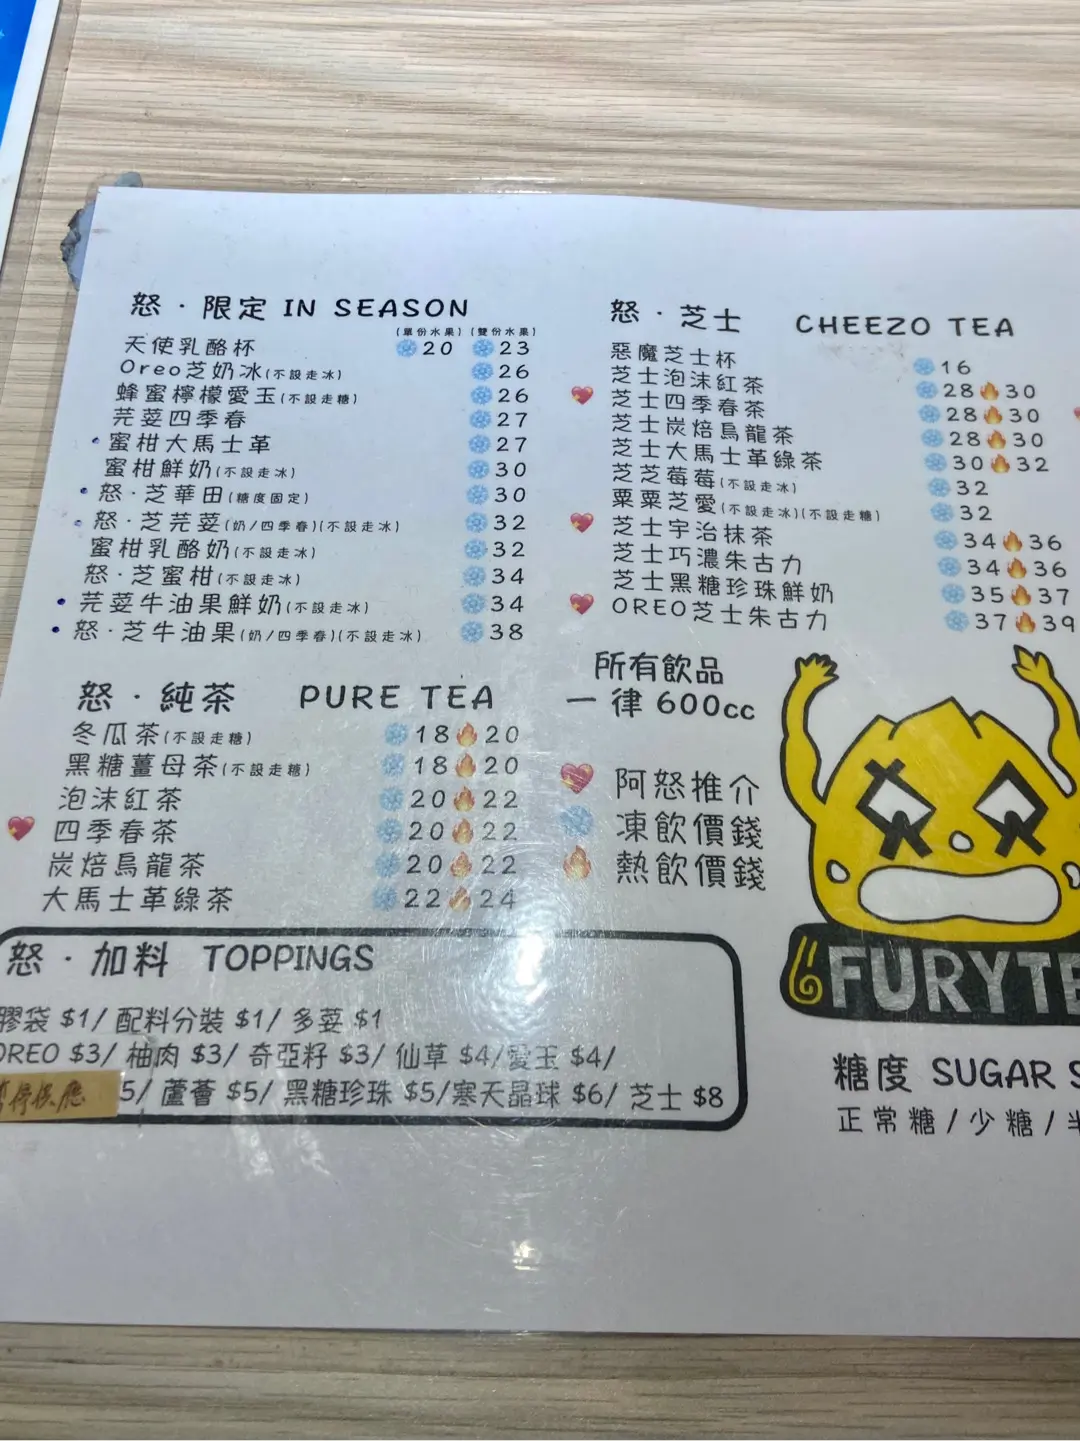 怒·限定 IN SEASON
(單份水果) (雙份水果)
天使乳酪杯 20 23
Oreo芝奶冰(不設走冰) 26
蜂蜜檸檬愛玉(不設走糖) 26
芫荽四季春 27
蜜柑大馬士革 27
蜜柑鮮奶(不設走冰) 30
怒·芝華田(糖度固定) 30
怒·芝芫荽(奶/四季春)(不設走冰) 32
蜜柑乳酪奶(不設走冰) 32
怒·芝蜜柑(不設走冰) 34
芫荽牛油果鮮奶(不設走冰) 34
怒·芝牛油果(奶/四季春)(不設走冰) 38
怒·純茶 PURE TEA
冬瓜茶(不設走糖) 18 20
黑糖薑母茶(不設走糖) 18 20
泡沫紅茶 20 22
四季春茶 20 22
炭焙烏龍茶 20 22
大馬士革綠茶 22 24
怒·加料 TOPPINGS
膠袋 $1/ 配料分裝 $1/ 多荽 $1
OREO $3/ 柚肉 $3/ 奇亞籽 $3/ 仙草 $4/愛玉 $4/
暫停供應 5/ 蘆薈 $5/ 黑糖珍珠 $5/寒天晶球 $6/ 芝士 $8
怒·芝士 CHEEZO TEA
惡魔芝士杯 16
芝士泡沫紅茶 28 30
芝士四季春茶 28 30
芝士炭焙烏龍茶 28 30
芝士大馬士革綠茶 30 32
芝芝莓莓(不設走冰) 32
粟粟芝愛(不設走冰)(不設走糖) 32
芝士宇治抹茶 34 36
芝士巧濃朱古力 34 36
芝士黑糖珍珠鮮奶 35 37
OREO芝士朱古力 37 39
所有飲品
一律 600cc
阿怒推介
凍飲價錢
熱飲價錢
FURYTE
糖度 SUGAR S
正常糖/少糖/半